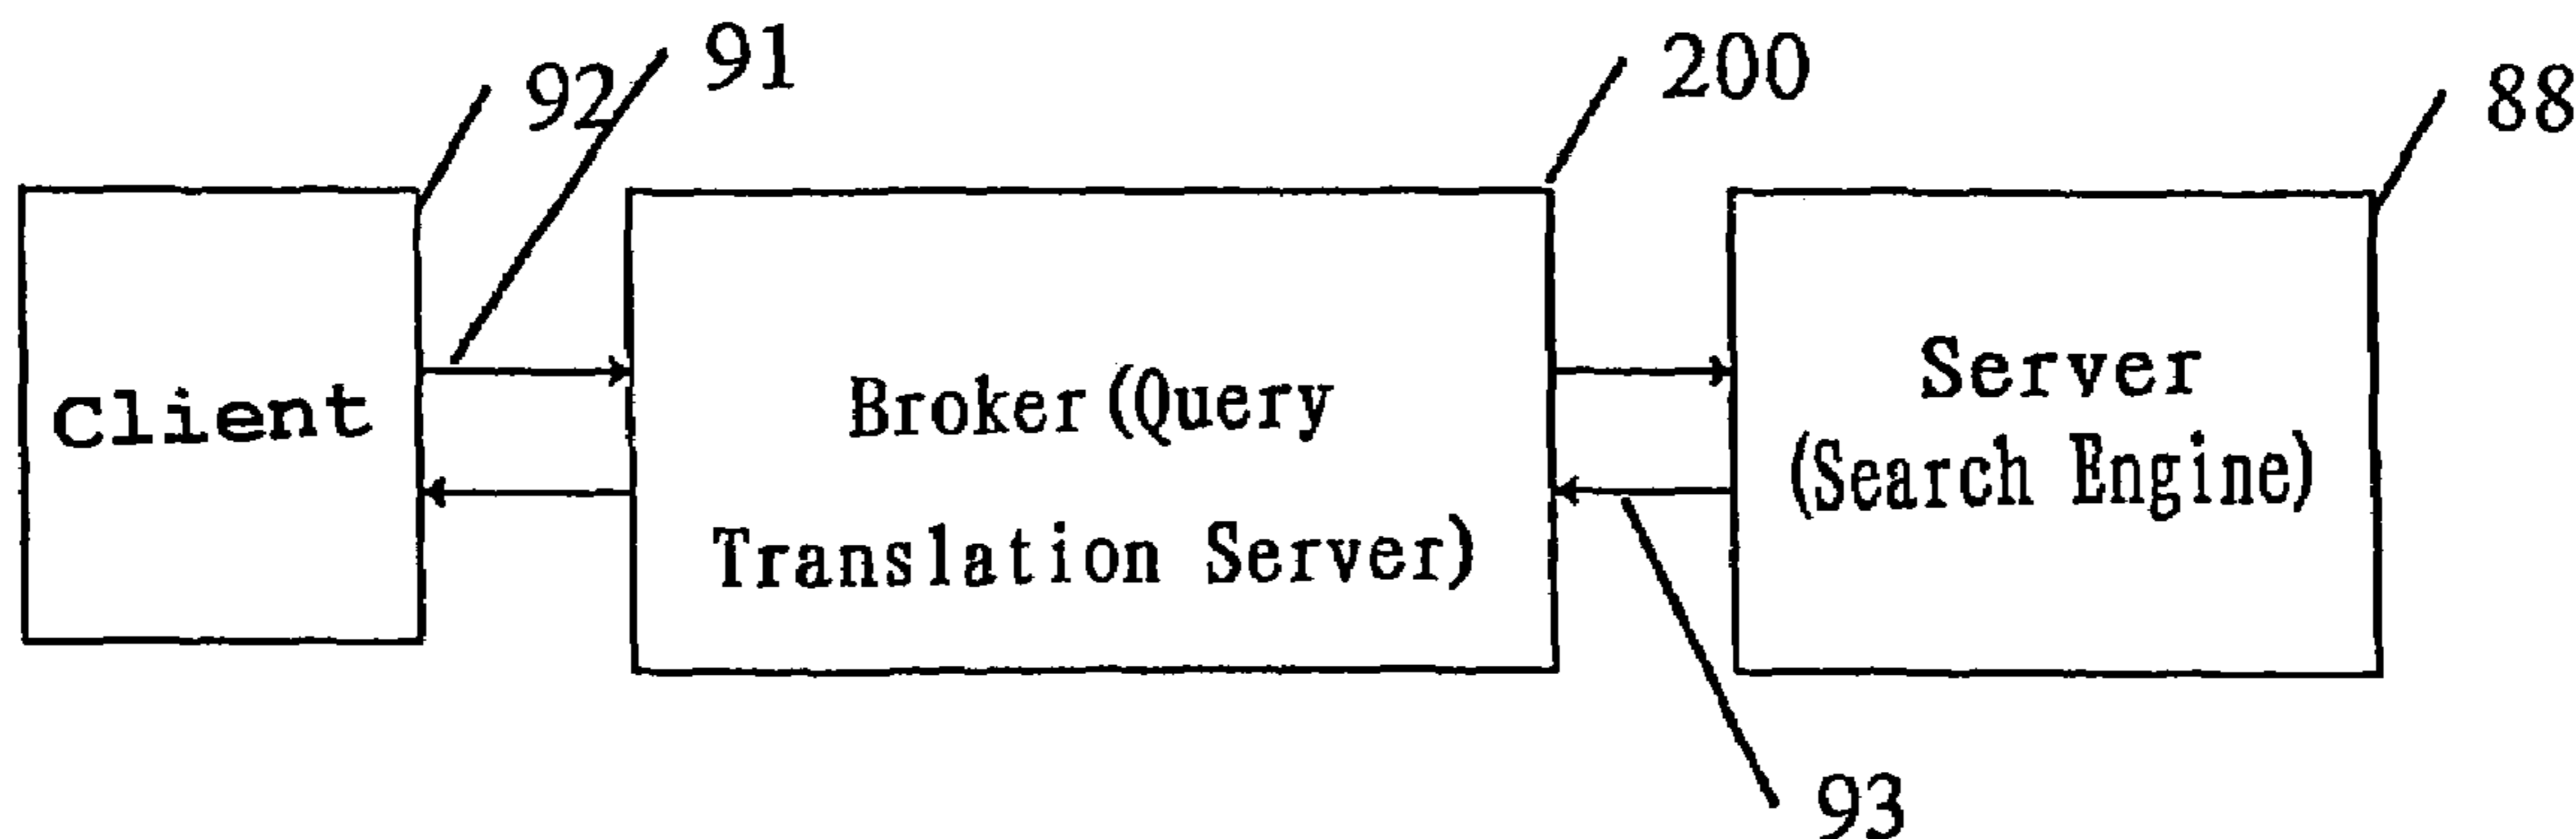 92
91
200
88
Client
Broker(Query
Translation Server)
Server
(Search Engine)
93